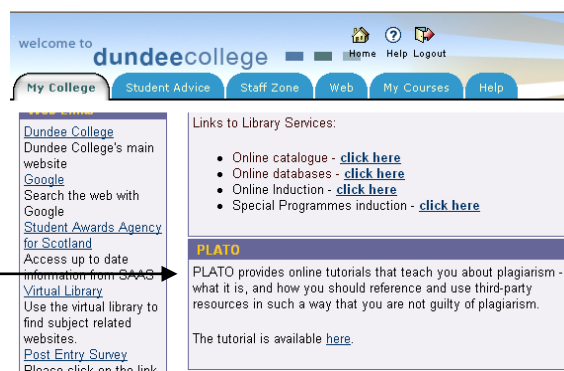 welcome to
dundeecollege
Home Help Logout
My College Student Advice Staff Zone Web My Courses Help
Web Links
Dundee College
Dundee College's main
website
Google
Search the web with
Google
Student Awards Agency
for Scotland
Access up to date
information from SAAS
Virtual Library
Use the virtual library to
find subject related
websites.
Post Entry Survey
Please click on the link
Links to Library Services:
• Online catalogue - click here
• Online databases - click here
• Online Induction - click here
• Special Programmes induction - click here
PLATO
PLATO provides online tutorials that teach you about plagiarism -
what it is, and how you should reference and use third-party
resources in such a way that you are not guilty of plagiarism.
The tutorial is available here.